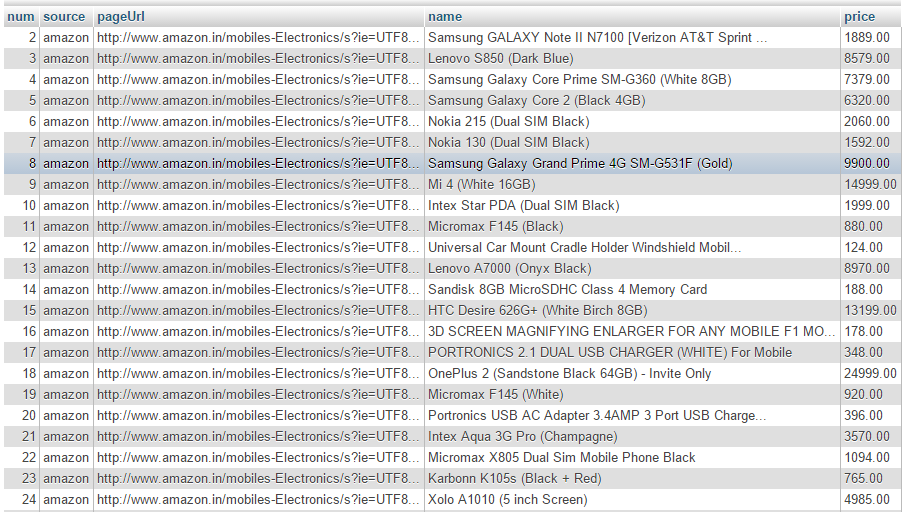 num source pageUrl name price
2 amazon http://www.amazon.in/mobiles-Electronics/s?ie=UTF8... Samsung GALAXY Note II N7100 [Verizon AT&T Sprint ... 1889.00
3 amazon http://www.amazon.in/mobiles-Electronics/s?ie=UTF8... Lenovo S850 (Dark Blue) 8579.00
4 amazon http://www.amazon.in/mobiles-Electronics/s?ie=UTF8... Samsung Galaxy Core Prime SM-G360 (White 8GB) 7379.00
5 amazon http://www.amazon.in/mobiles-Electronics/s?ie=UTF8... Samsung Galaxy Core 2 (Black 4GB) 6320.00
6 amazon http://www.amazon.in/mobiles-Electronics/s?ie=UTF8... Nokia 215 (Dual SIM Black) 2060.00
7 amazon http://www.amazon.in/mobiles-Electronics/s?ie=UTF8... Nokia 130 (Dual SIM Black) 1592.00
8 amazon http://www.amazon.in/mobiles-Electronics/s?ie=UTF8... Samsung Galaxy Grand Prime 4G SM-G531F (Gold) 9900.00
9 amazon http://www.amazon.in/mobiles-Electronics/s?ie=UTF8... Mi 4 (White 16GB) 14999.00
10 amazon http://www.amazon.in/mobiles-Electronics/s?ie=UTF8... Intex Star PDA (Dual SIM Black) 1999.00
11 amazon http://www.amazon.in/mobiles-Electronics/s?ie=UTF8... Micromax F145 (Black) 880.00
12 amazon http://www.amazon.in/mobiles-Electronics/s?ie=UTF8... Universal Car Mount Cradle Holder Windshield Mobil... 124.00
13 amazon http://www.amazon.in/mobiles-Electronics/s?ie=UTF8... Lenovo A7000 (Onyx Black) 8970.00
14 amazon http://www.amazon.in/mobiles-Electronics/s?ie=UTF8... Sandisk 8GB MicroSDHC Class 4 Memory Card 188.00
15 amazon http://www.amazon.in/mobiles-Electronics/s?ie=UTF8... HTC Desire 626G+ (White Birch 8GB) 13199.00
16 amazon http://www.amazon.in/mobiles-Electronics/s?ie=UTF8... 3D SCREEN MAGNIFYING ENLARGER FOR ANY MOBILE F1 MO... 178.00
17 amazon http://www.amazon.in/mobiles-Electronics/s?ie=UTF8... PORTRONICS 2.1 DUAL USB CHARGER (WHITE) For Mobile 348.00
18 amazon http://www.amazon.in/mobiles-Electronics/s?ie=UTF8... OnePlus 2 (Sandstone Black 64GB) - Invite Only 24999.00
19 amazon http://www.amazon.in/mobiles-Electronics/s?ie=UTF8... Micromax F145 (White) 920.00
20 amazon http://www.amazon.in/mobiles-Electronics/s?ie=UTF8... Portronics USB AC Adapter 3.4AMP 3 Port USB Charge... 396.00
21 amazon http://www.amazon.in/mobiles-Electronics/s?ie=UTF8... Intex Aqua 3G Pro (Champagne) 3570.00
22 amazon http://www.amazon.in/mobiles-Electronics/s?ie=UTF8... Micromax X805 Dual Sim Mobile Phone Black 1094.00
23 amazon http://www.amazon.in/mobiles-Electronics/s?ie=UTF8... Karbonn K105s (Black + Red) 765.00
24 amazon http://www.amazon.in/mobiles-Electronics/s?ie=UTF8... Xolo A1010 (5 inch Screen) 4985.00